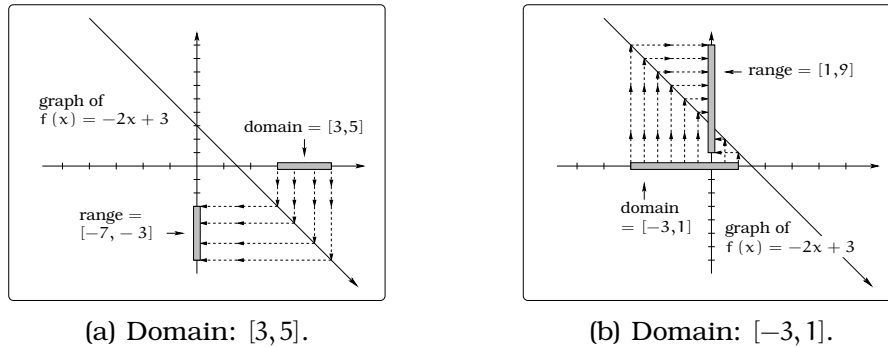 graph of
f (x) = −2x + 3
domain = [3,5]
range =
[−7, − 3]
(a) Domain: [3, 5].
range = [1,9]
domain
= [−3,1]
graph of
f (x) = −2x + 3
(b) Domain: [−3, 1].